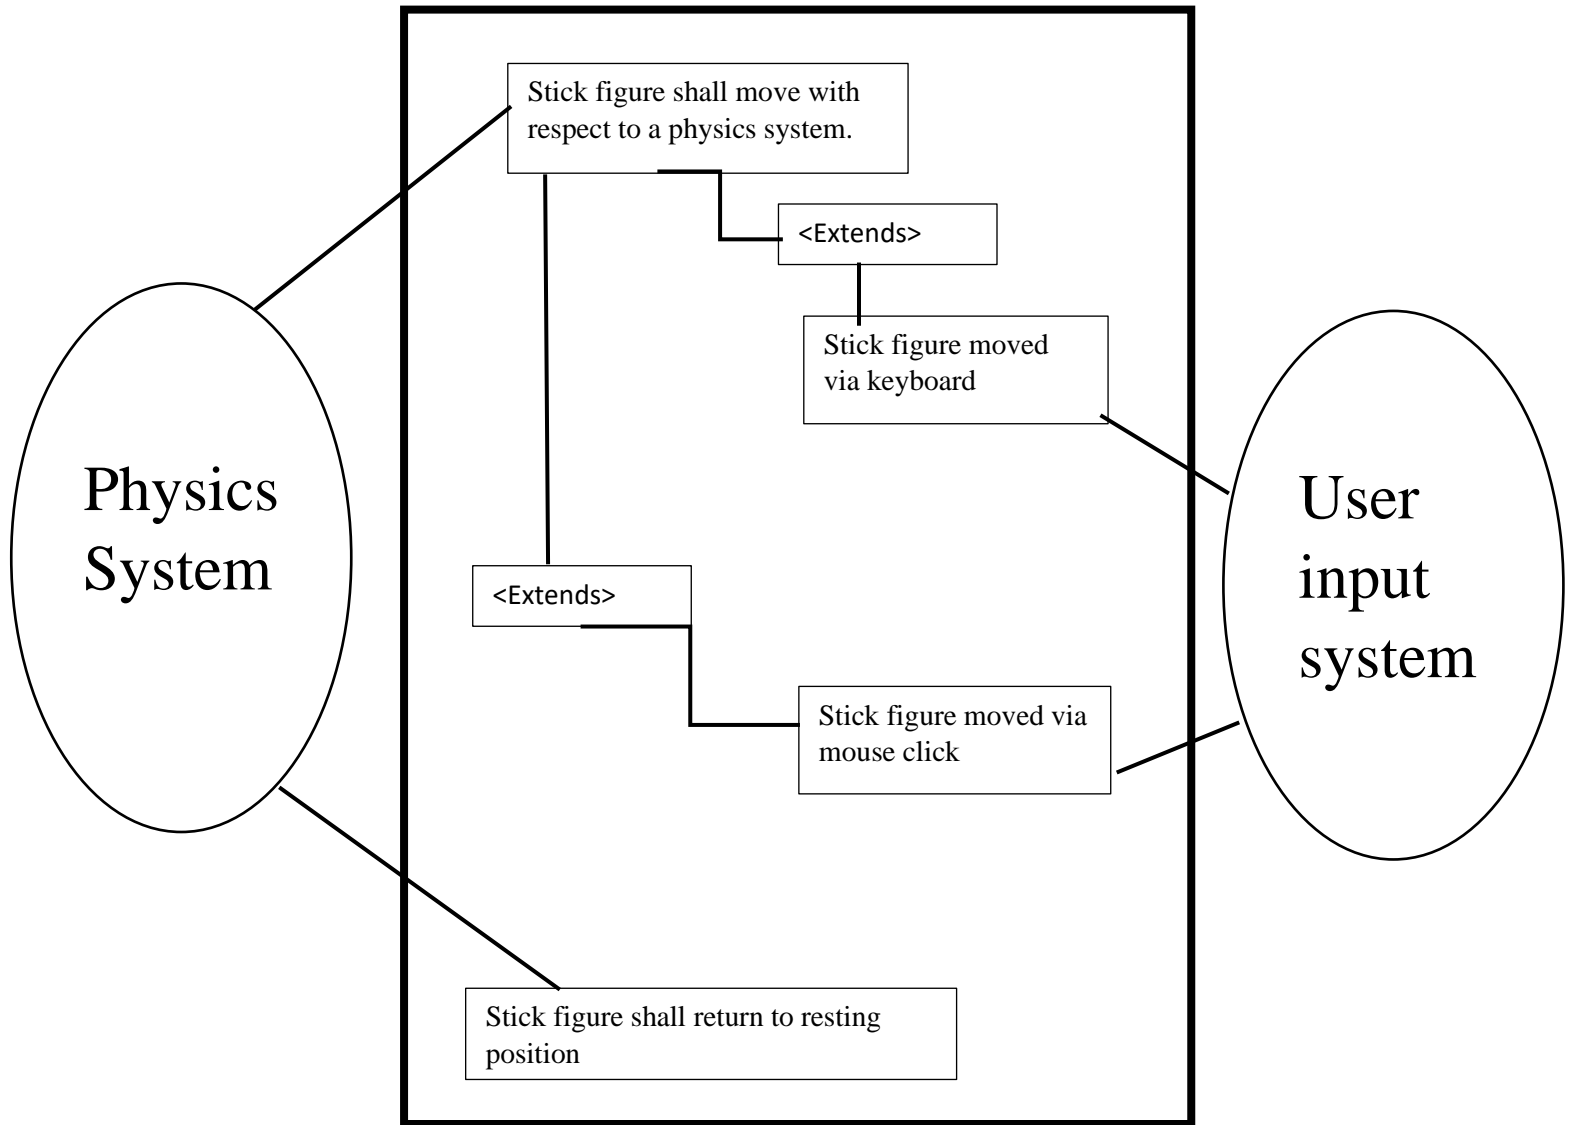 Stick figure shall move with
respect to a physics system.
<Extends>
Stick figure moved
via keyboard
Physics
System
User
input
system
<Extends>
Stick figure moved via
mouse click
Stick figure shall return to resting
position